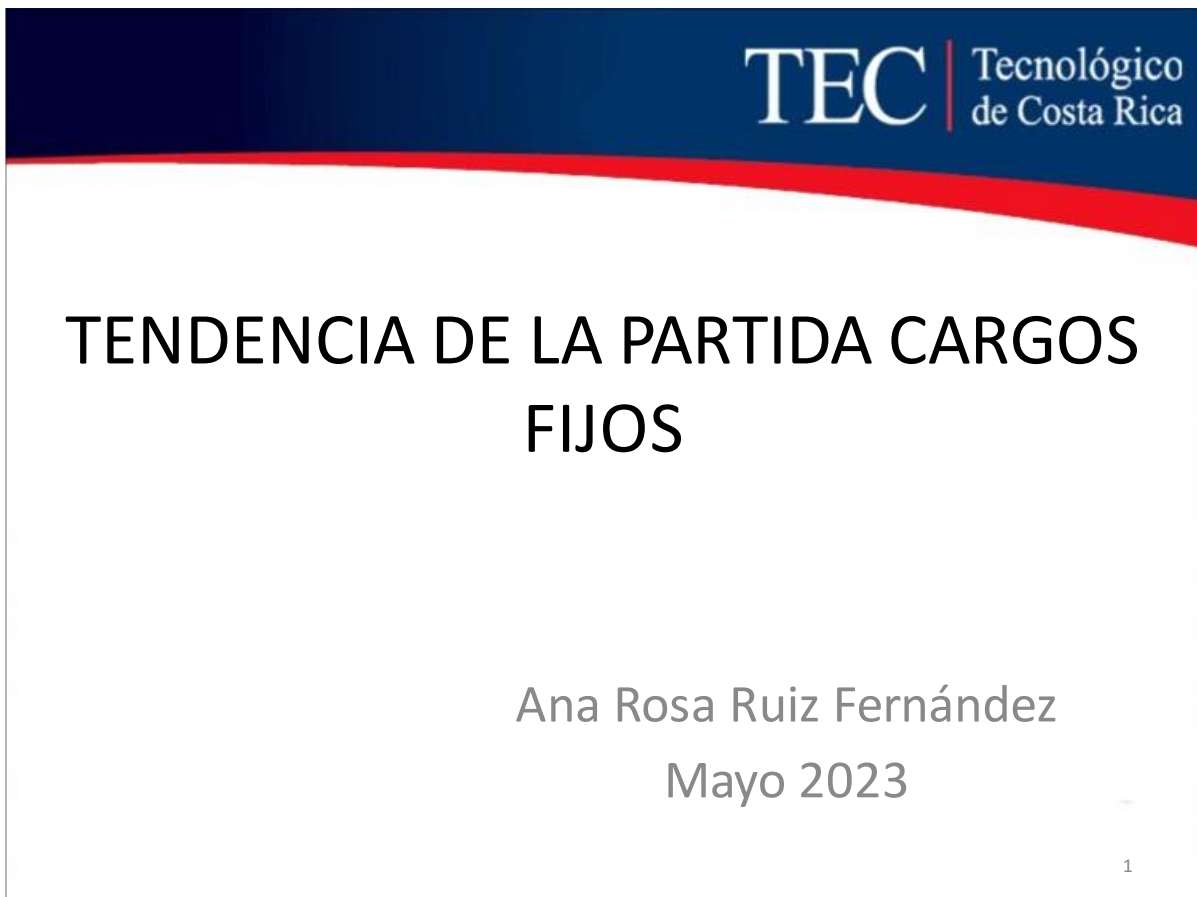 TEC
Tecnológico
de Costa Rica
TENDENCIA DE LA PARTIDA CARGOS
FIJOS
Ana Rosa Ruiz Fernández
Mayo 2023
1